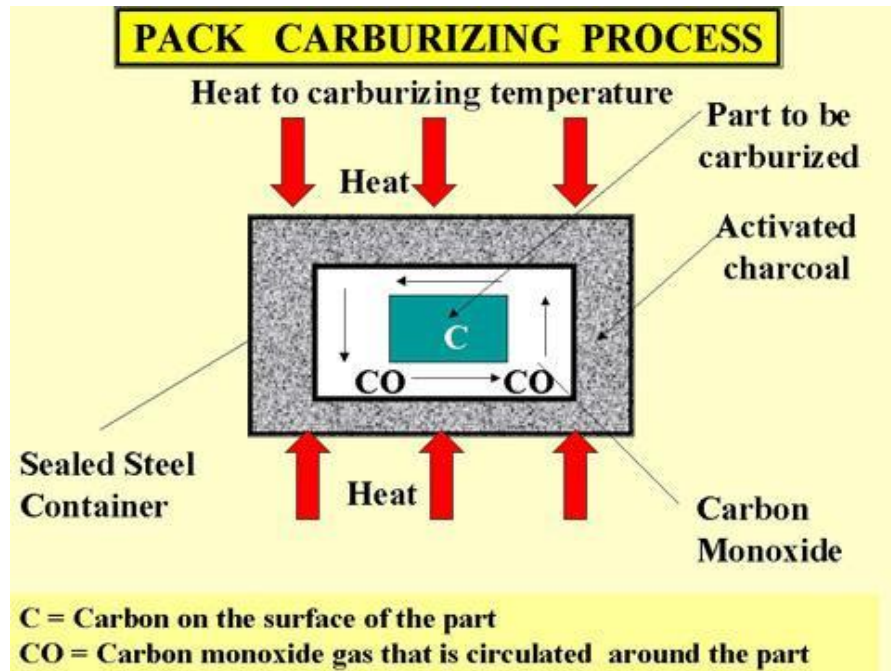 PACK CARBURIZING PROCESS
Heat to carburizing temperature
Part to be
carburized
Heat
Activated
charcoal
C
CO
CO
Sealed Steel
Container
Heat
Carbon
Monoxide
C = Carbon on the surface of the part
CO = Carbon monoxide gas that is circulated around the part